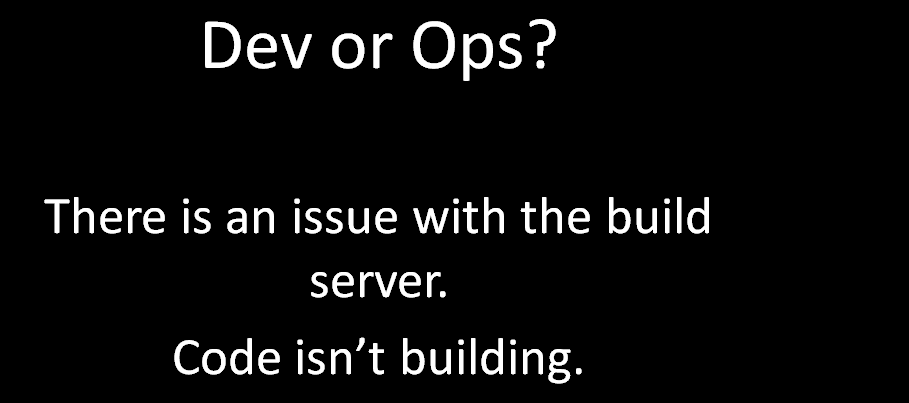 Dev or Ops?
There is an issue with the build
server.
Code isn’t building.